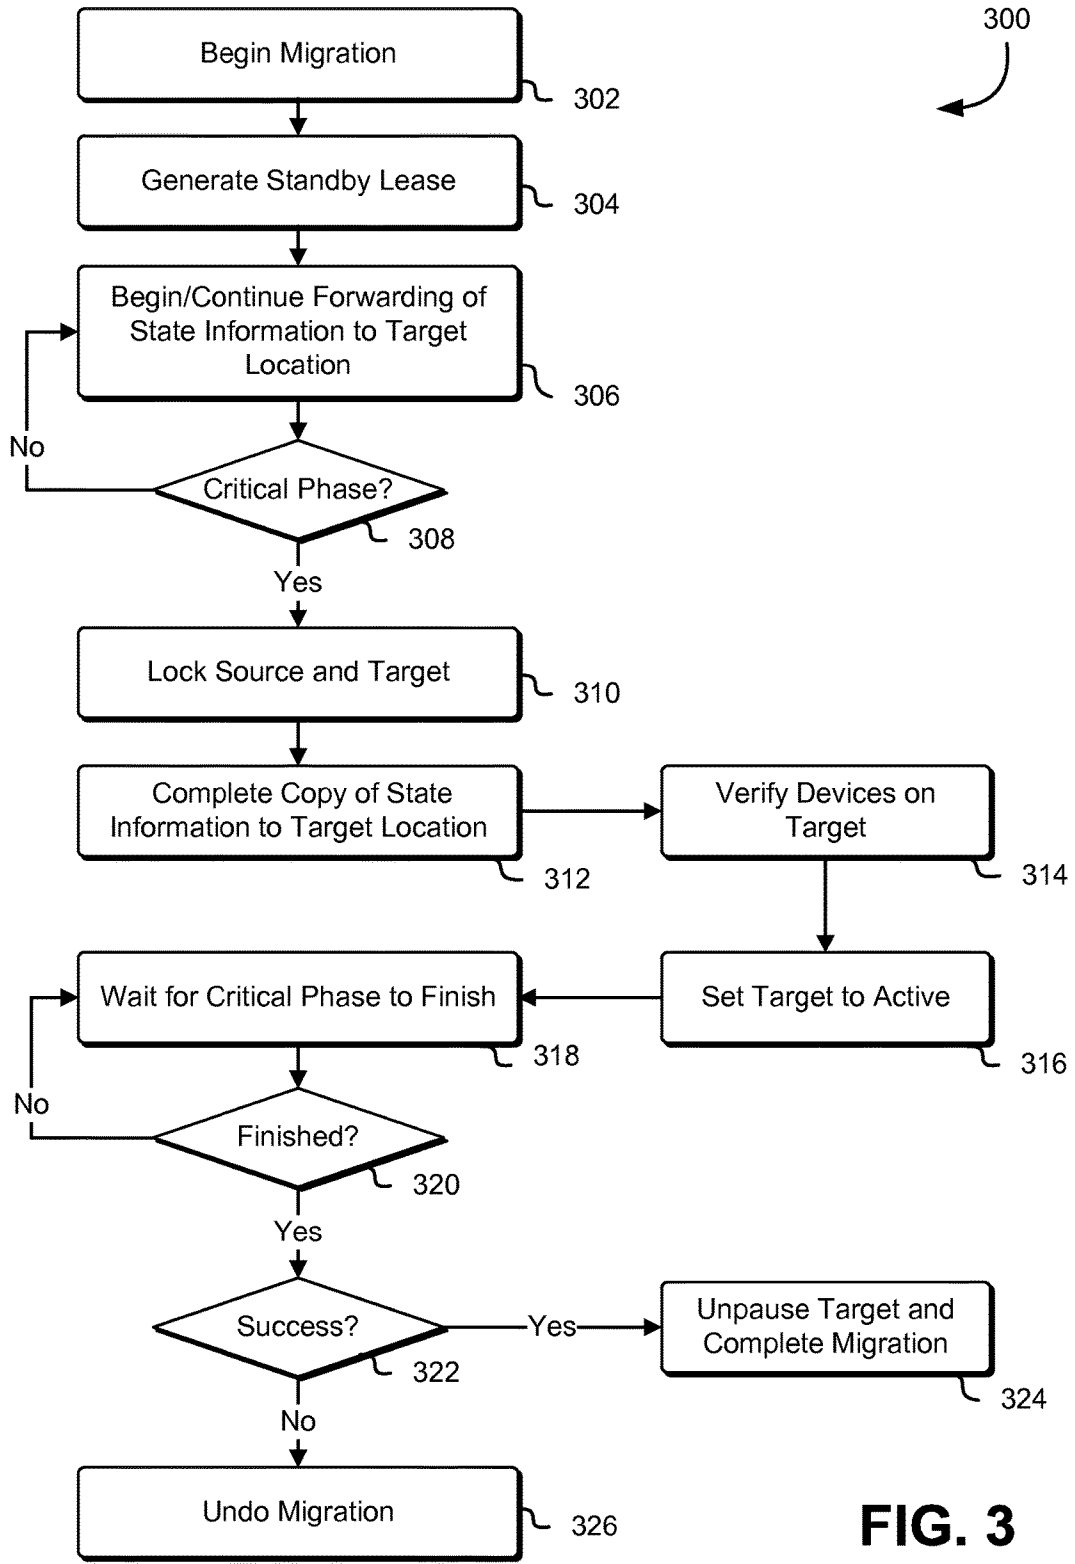 300
Begin Migration
302
Generate Standby Lease
304
Begin/Continue Forwarding of
State Information to Target
Location
306
No
Critical Phase?
308
Yes
Lock Source and Target
310
Complete Copy of State
Information to Target Location
312
Verify Devices on
Target
314
Wait for Critical Phase to Finish
318
Set Target to Active
316
No
Finished?
320
Yes
Success?
322
Yes
Unpause Target and
Complete Migration
324
No
Undo Migration
326
FIG. 3